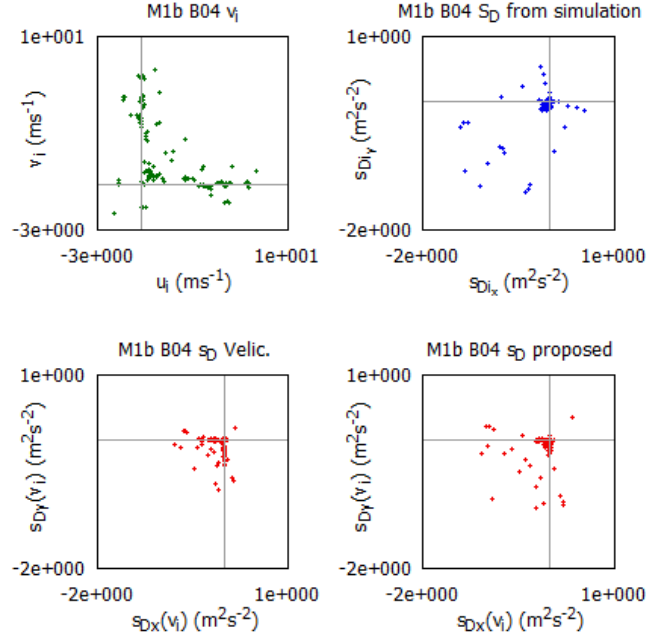 M1b B04 vi
1e+001
vi (ms-1)
-3e+000
-3e+000 1e+001
ui (ms-1)
M1b B04 SD from simulation
1e+000
sDiy (m2s-2)
-2e+000
-2e+000 1e+000
sDix (m2s-2)
M1b B04 sD Velic.
1e+000
sDy(vi) (m2s-2)
-2e+000
-2e+000 1e+000
sDx(vi) (m2s-2)
M1b B04 sD proposed
1e+000
sDy(vi) (m2s-2)
-2e+000
-2e+000 1e+000
sDx(vi) (m2s-2)